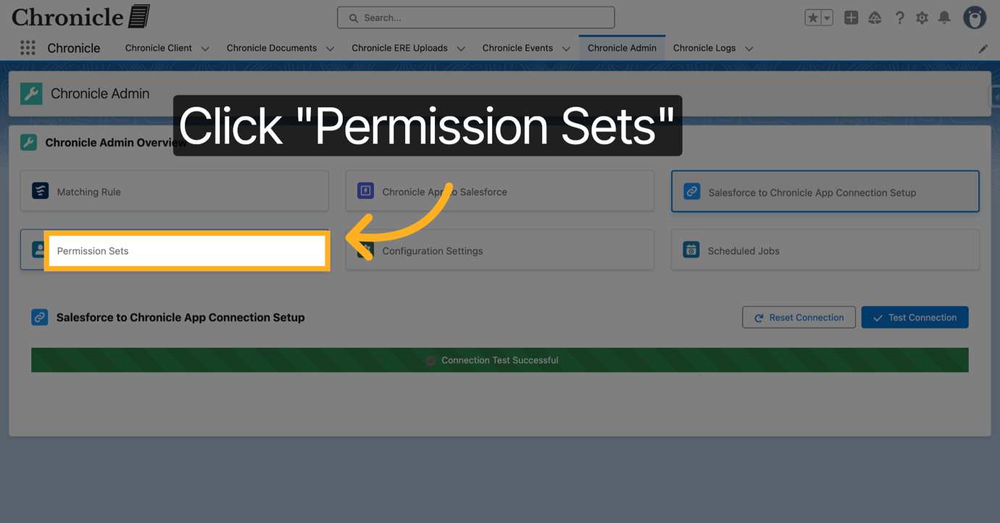 Chronicle
Search...
Chronicle
Chronicle Client
Chronicle Documents
Chronicle ERE Uploads
Chronicle Events
Chronicle Admin
Chronicle Logs
Chronicle Admin
Click "Permission Sets"
Chronicle Admin Overview
Matching Rule
Chronicle App to Salesforce
Salesforce to Chronicle App Connection Setup
Permission Sets
Configuration Settings
Scheduled Jobs
Salesforce to Chronicle App Connection Setup
Reset Connection
Test Connection
Connection Test Successful